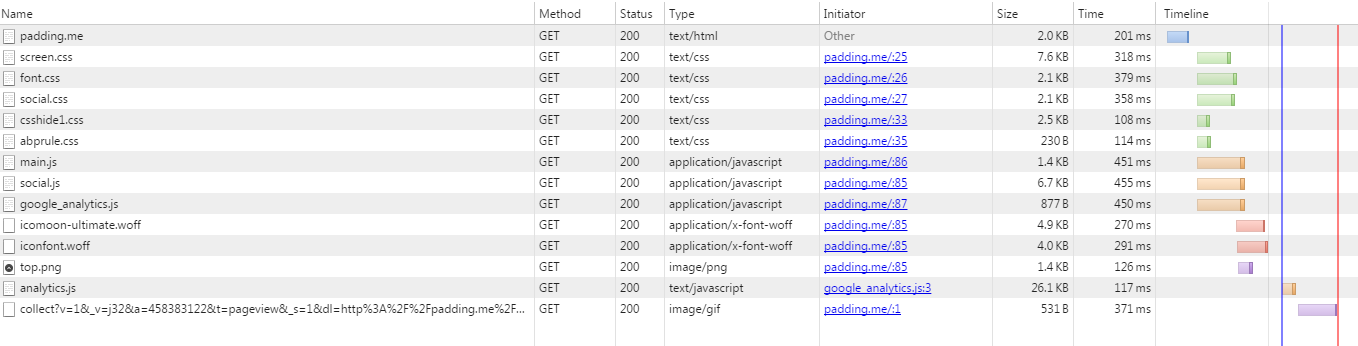 Name Method Status Type Initiator Size Time Timeline
padding.me GET 200 text/html Other 2.0 KB 201 ms
screen.css GET 200 text/css padding.me/:25 7.6 KB 318 ms
font.css GET 200 text/css padding.me/:26 2.1 KB 379 ms
social.css GET 200 text/css padding.me/:27 2.1 KB 358 ms
csshide1.css GET 200 text/css padding.me/:33 2.5 KB 108 ms
abprule.css GET 200 text/css padding.me/:35 230 B 114 ms
main.js GET 200 application/javascript padding.me/:86 1.4 KB 451 ms
social.js GET 200 application/javascript padding.me/:85 6.7 KB 455 ms
google_analytics.js GET 200 application/javascript padding.me/:87 877 B 450 ms
icomoon-ultimate.woff GET 200 application/x-font-woff padding.me/:85 4.9 KB 270 ms
iconfont.woff GET 200 application/x-font-woff padding.me/:85 4.0 KB 291 ms
top.png GET 200 image/png padding.me/:85 1.4 KB 126 ms
analytics.js GET 200 text/javascript google_analytics.js:3 26.1 KB 117 ms
collect?v=1&_v=j32&a=458383122&t=pageview&_s=1&dl=http%3A%2F%2Fpadding.me%2F... GET 200 image/gif padding.me/:1 531 B 371 ms